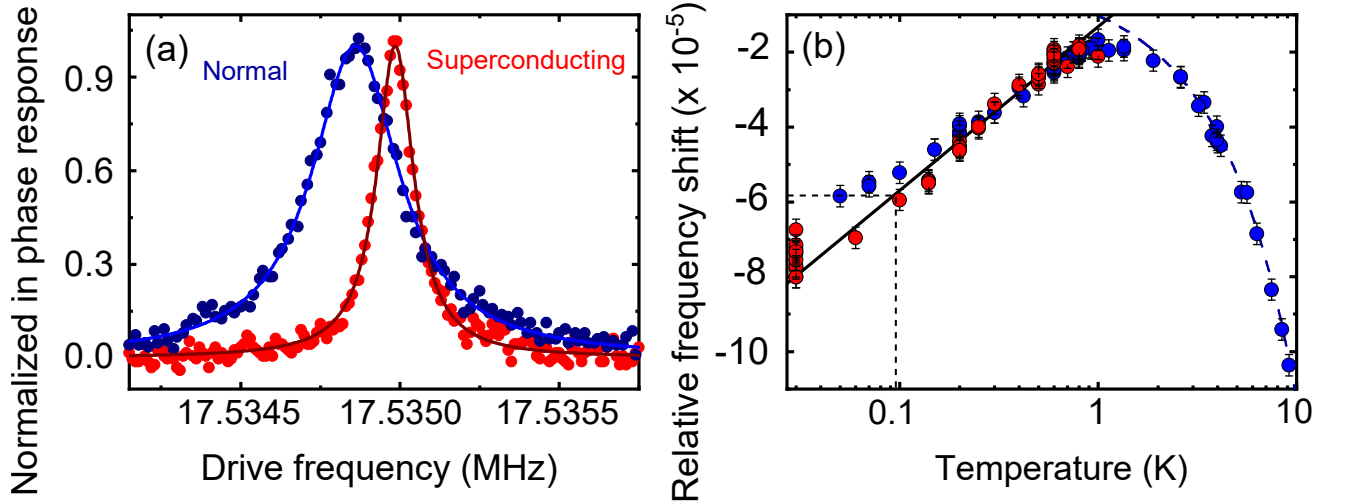 Normalized in phase response
0.9
0.6
0.3
0.0
(a)
Normal
Superconducting
17.5345
17.5350
17.5355
Drive frequency (MHz)
Relative frequency shift (x 10⁻⁵)
-2
-4
-6
-8
-10
(b)
0.1
1
10
Temperature (K)